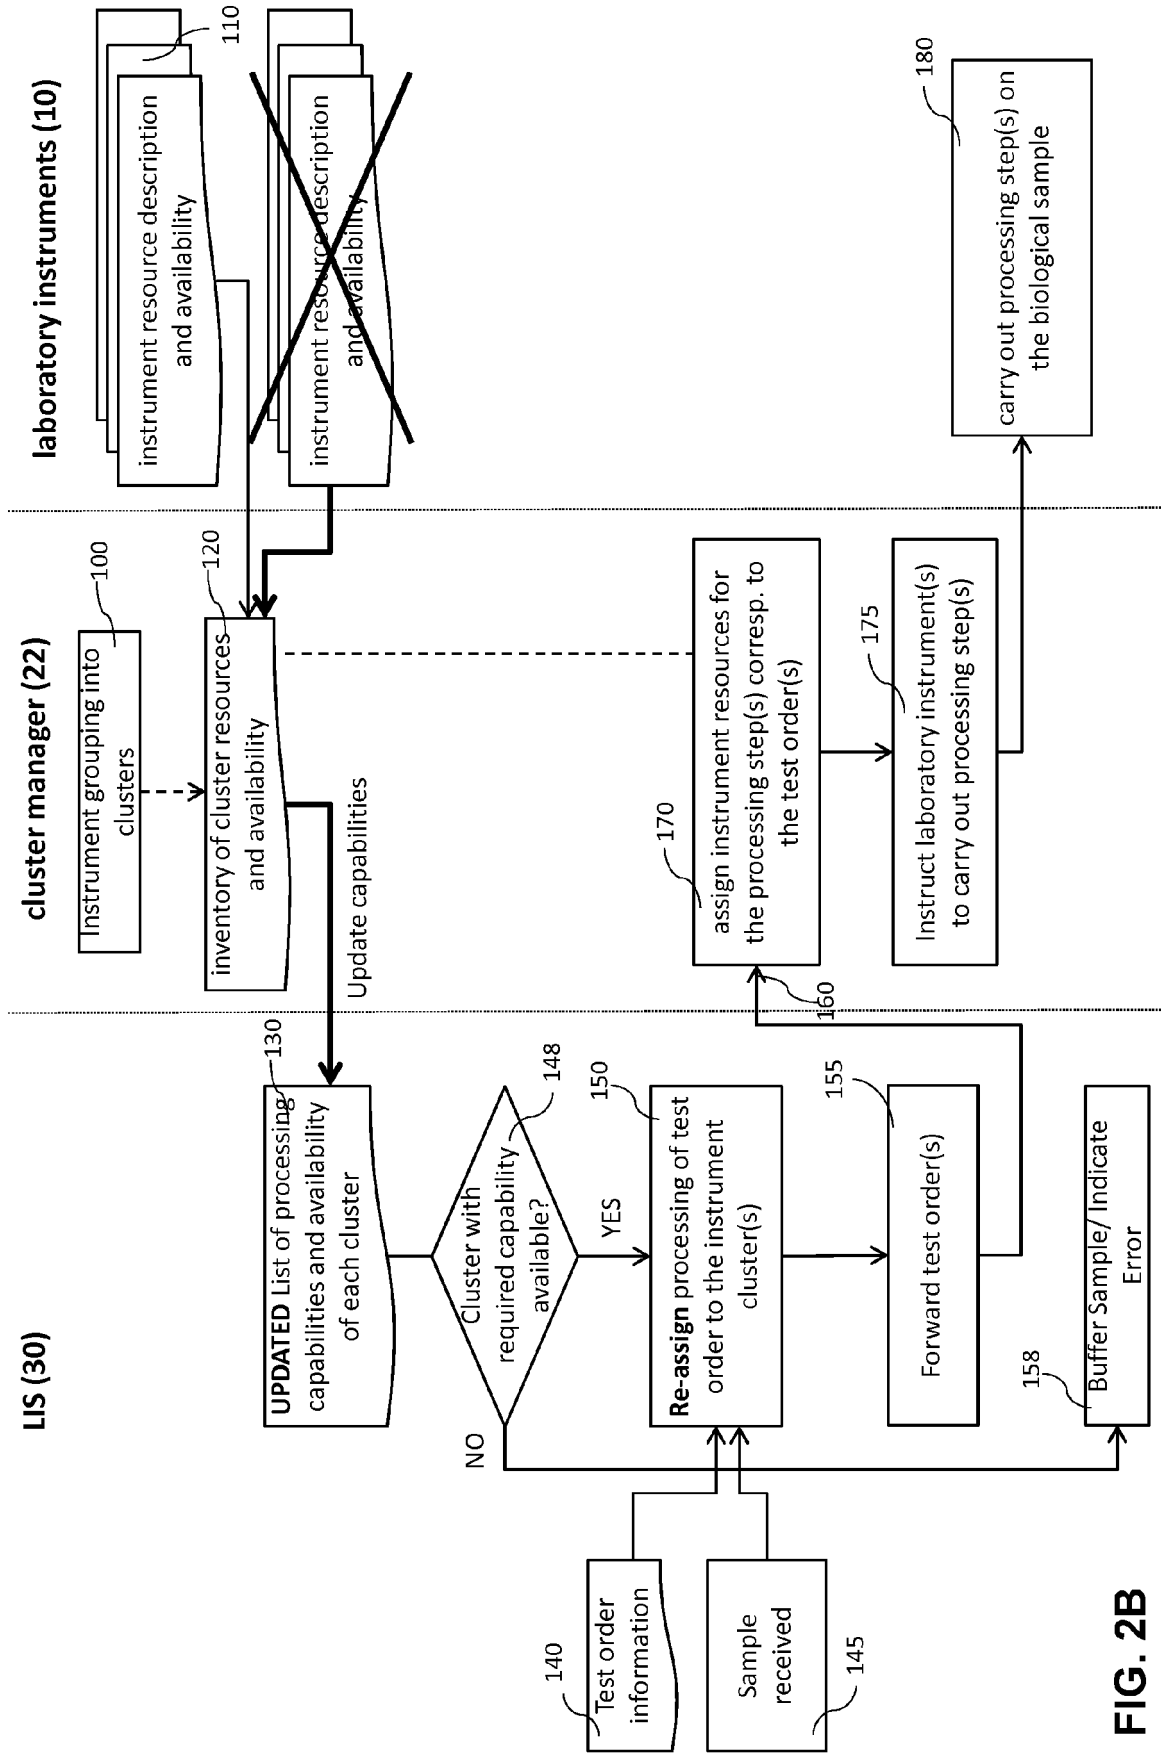 LIS (30)
cluster manager (22)
laboratory instruments (10)
Instrument grouping into
clusters
100
instrument resource description
and availability
110
inventory of cluster resources
and availability
120
instrument resource description
and availability
Update capabilities
UPDATED List of processing
capabilities and availability
of each cluster
130
Cluster with
required capability
available?
148
NO
YES
Test order
information
140
Sample
received
145
Re-assign processing of test
order to the instrument
cluster(s)
150
Forward test order(s)
155
158
Buffer Sample/ Indicate
Error
160
170
assign instrument resources for
the processing step(s) corresp. to
the test order(s)
175
Instruct laboratory instrument(s)
to carry out processing step(s)
180
carry out processing step(s) on
the biological sample
FIG. 2B